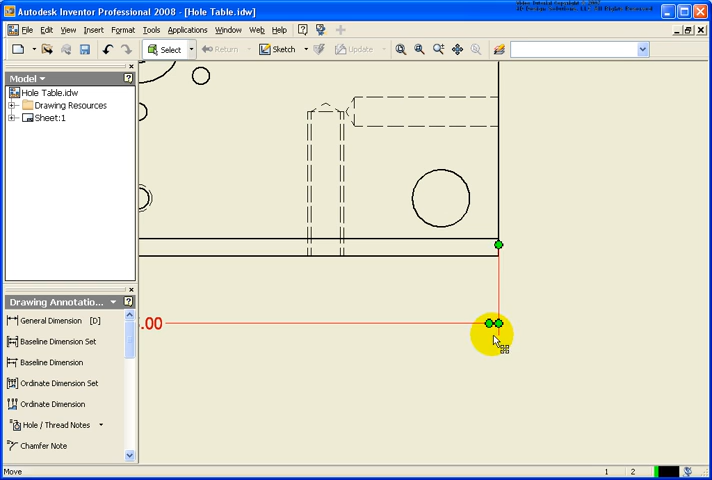 Autodesk Inventor Professional 2008 - [Hole Table.idw]
File Edit View Insert Format Tools Applications Window Web Help
Select Return Sketch Update
Model
Hole Table.idw
Drawing Resources
Sheet:1
Drawing Annotatio...
General Dimension [D]
Baseline Dimension Set
Baseline Dimension
Ordinate Dimension Set
Ordinate Dimension
Hole / Thread Notes
Chamfer Note
.00
Move 1 2